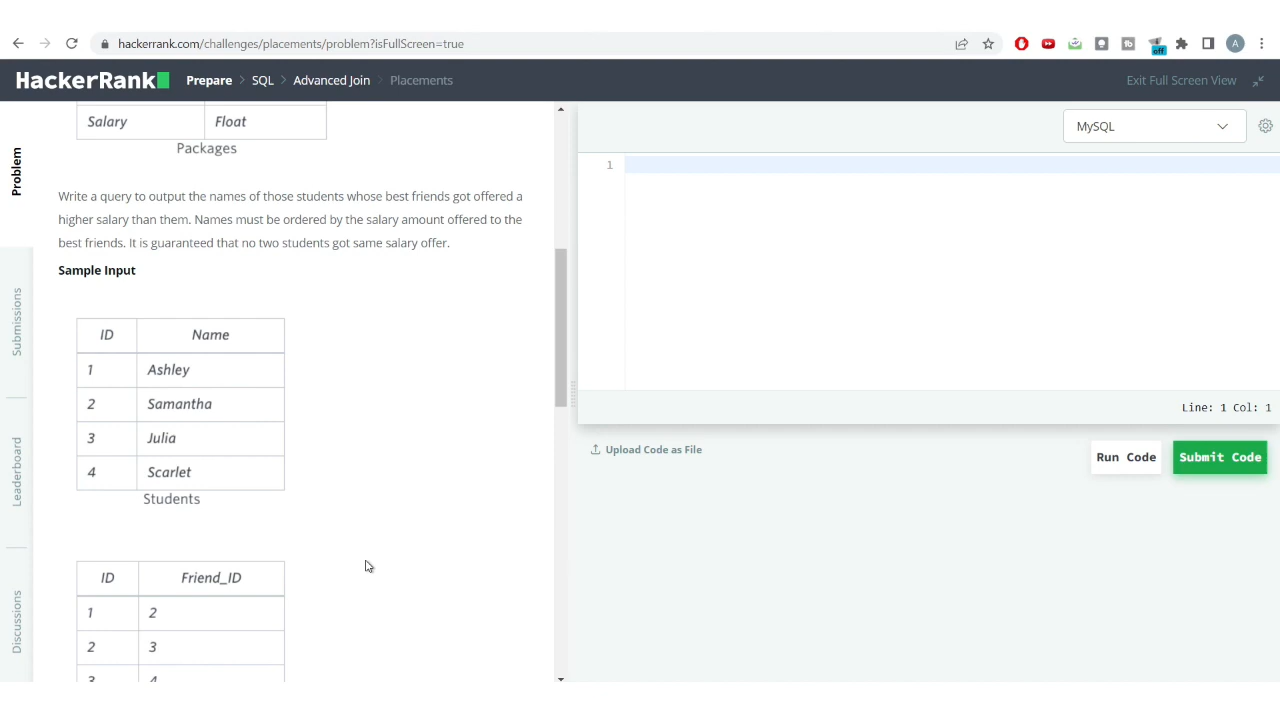 hackerrank.com/challenges/placements/problem?isFullScreen=true
off
A
HackerRank
Prepare > SQL > Advanced Join > Placements
Exit Full Screen View
Problem
Submissions
Leaderboard
Discussions
Salary Float
Packages
Write a query to output the names of those students whose best friends got offered a
higher salary than them. Names must be ordered by the salary amount offered to the
best friends. It is guaranteed that no two students got same salary offer.
Sample Input
ID Name
1 Ashley
2 Samantha
3 Julia
4 Scarlet
Students
ID Friend_ID
1 2
2 3
3 4
MySQL
1
Line: 1 Col: 1
Upload Code as File
Run Code
Submit Code